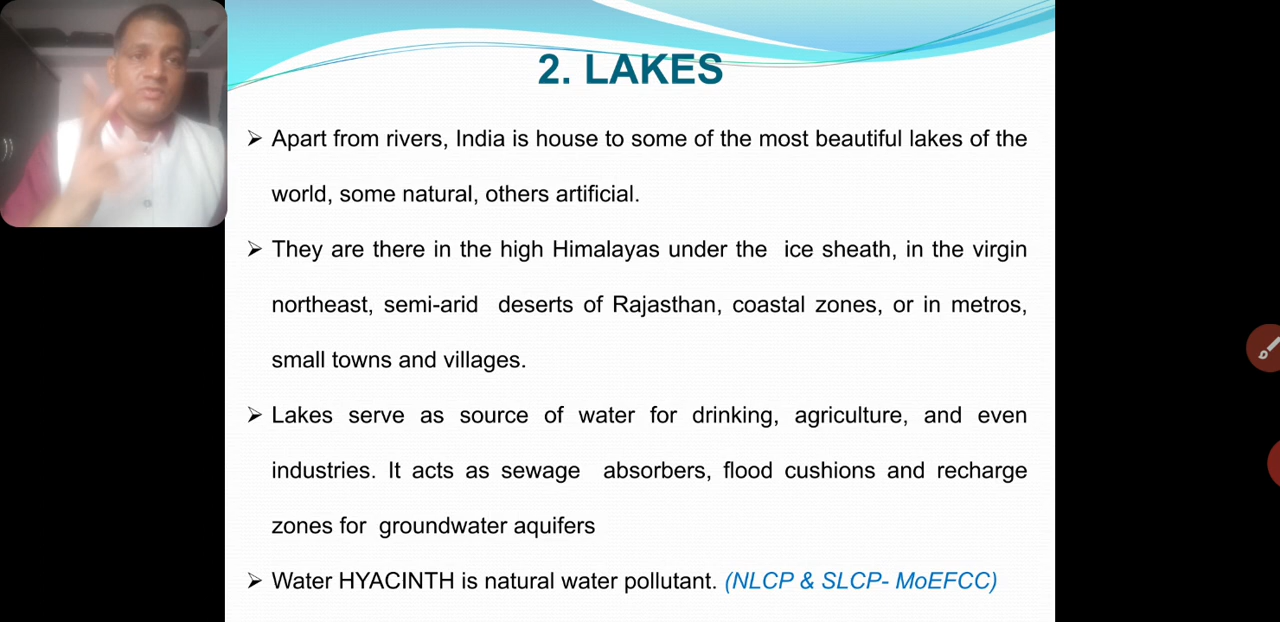 2. LAKES
➢ Apart from rivers, India is house to some of the most beautiful lakes of the
world, some natural, others artificial.
➢ They are there in the high Himalayas under the ice sheath, in the virgin
northeast, semi-arid deserts of Rajasthan, coastal zones, or in metros,
small towns and villages.
➢ Lakes serve as source of water for drinking, agriculture, and even
industries. It acts as sewage absorbers, flood cushions and recharge
zones for groundwater aquifers
➢ Water HYACINTH is natural water pollutant. (NLCP & SLCP- MoEFCC)